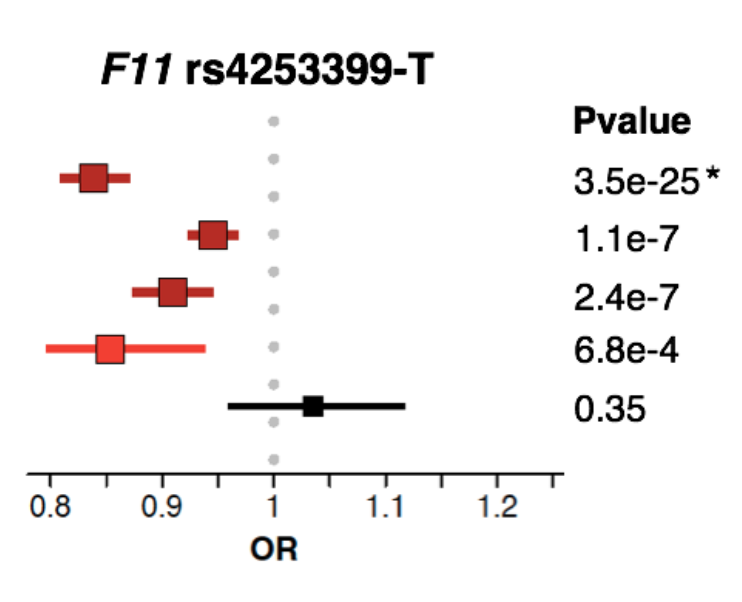 F11 rs4253399-T
Pvalue
3.5e-25*
1.1e-7
2.4e-7
6.8e-4
0.35
0.8 0.9 1 1.1 1.2
OR